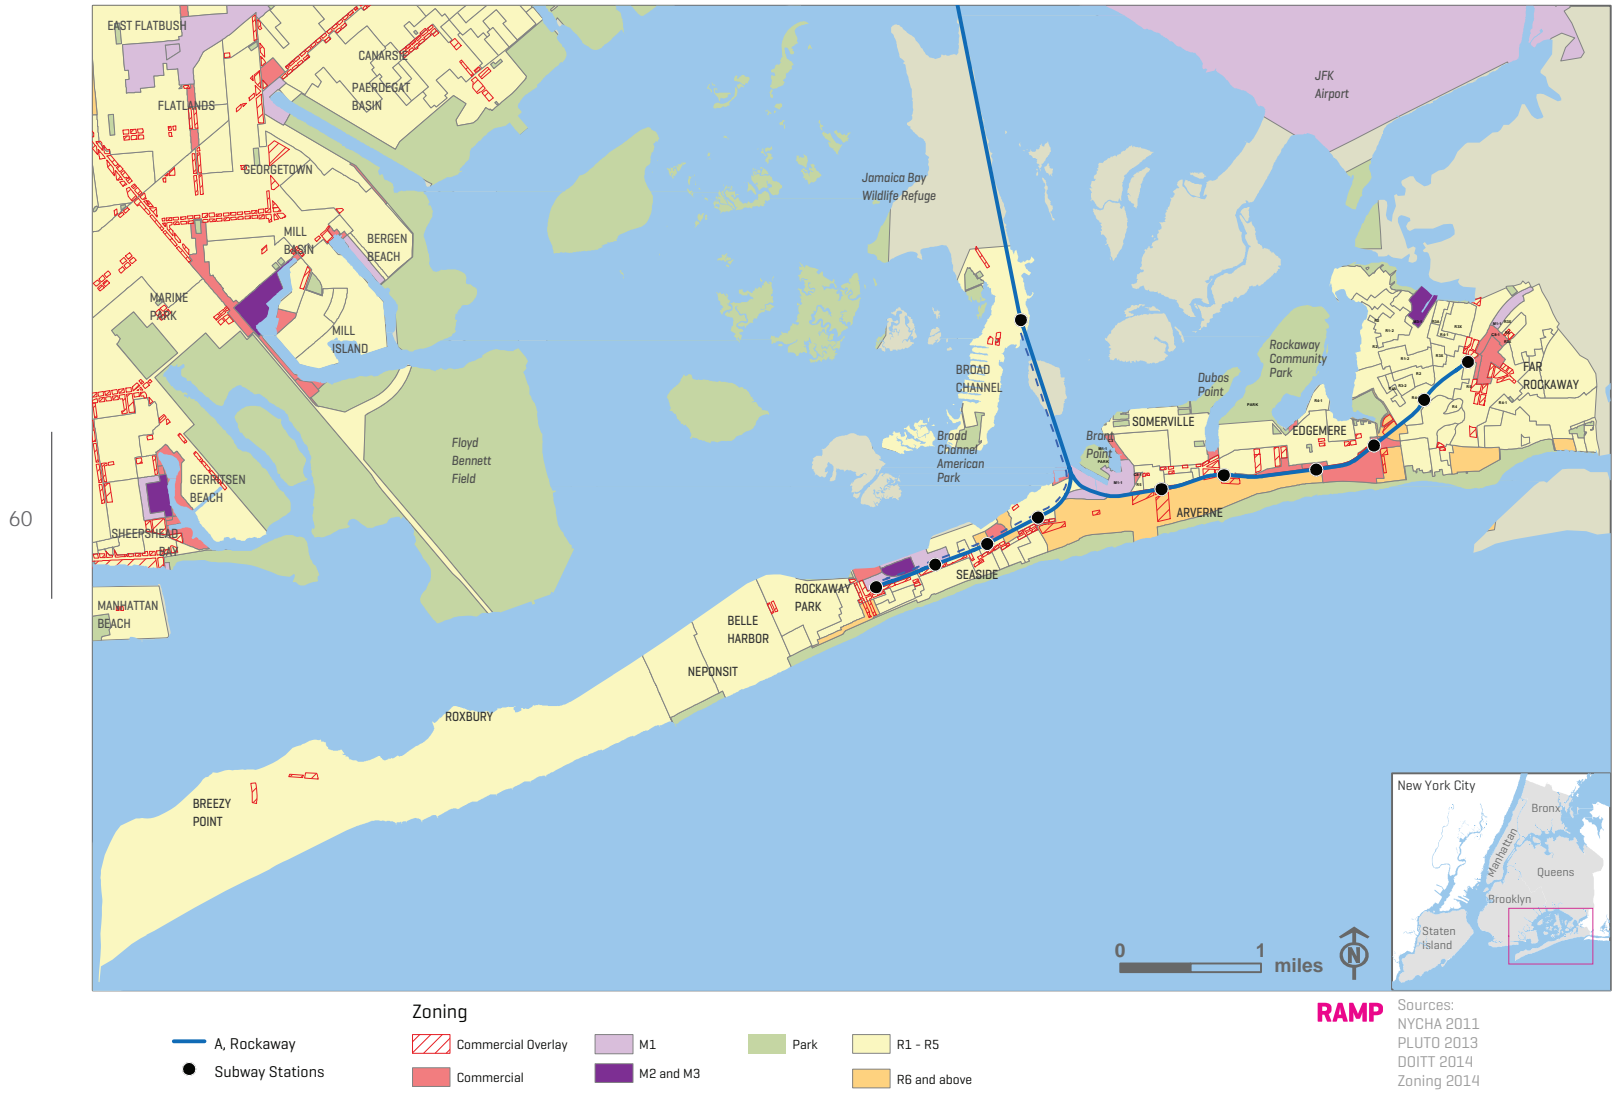 EAST FLATBUSH
CANARSIE
PAERDEGAT
BASIN
FLATLANDS
GEORGETOWN
MILL
BASIN
BERGEN
BEACH
MARINE
PARK
MILL
ISLAND
JFK
Airport
Jamaica Bay
Wildlife Refuge
BROAD
CHANNEL
Rockaway
Community
Park
Dubos
Point
PARK
FAR
ROCKAWAY
SOMERVILLE
EDGEMERE
Brant
Point
PARK
Broad
Channel
American
Park
Floyd
Bennett
Field
GERRITSEN
BEACH
SHEEPSHEAD
BAY
ARVERNE
60
SEASIDE
MANHATTAN
BEACH
ROCKAWAY
PARK
BELLE
HARBOR
NEPONSIT
ROXBURY
BREEZY
POINT
0 1
miles
N
New York City
Bronx
Manhattan
Queens
Brooklyn
Staten
Island
Zoning
A, Rockaway
Subway Stations
Commercial Overlay
Commercial
M1
M2 and M3
Park
R1 - R5
R6 and above
RAMP
Sources:
NYCHA 2011
PLUTO 2013
DOITT 2014
Zoning 2014